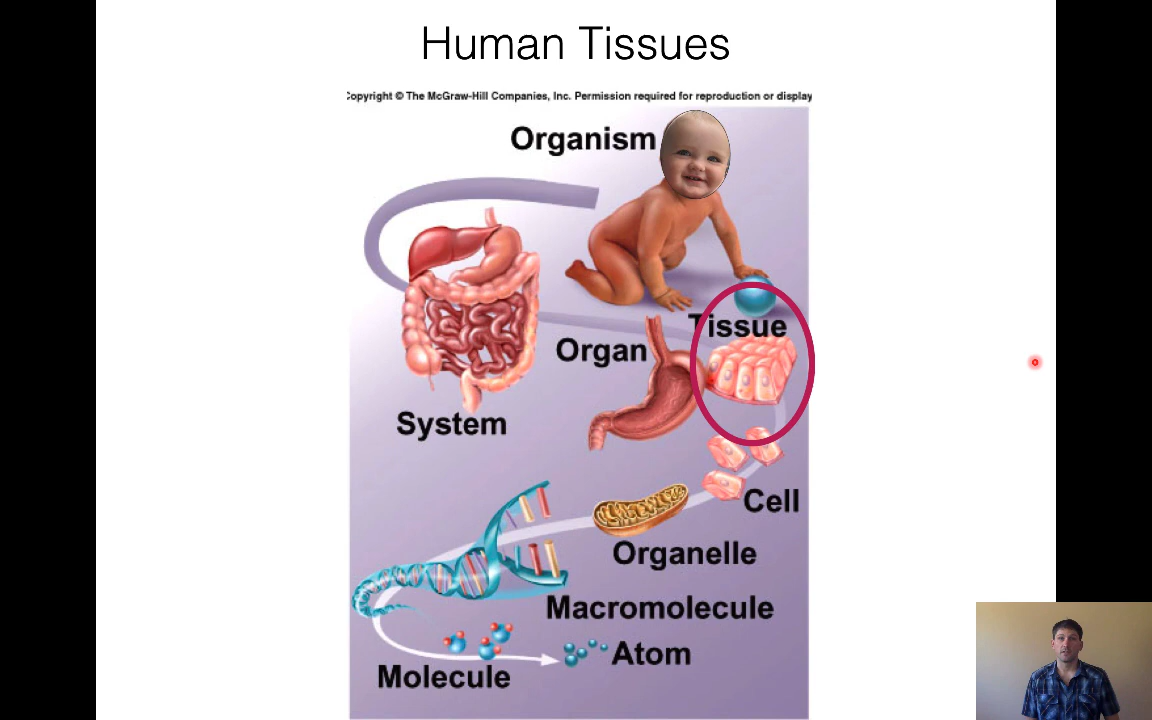 Human Tissues
Copyright © The McGraw-Hill Companies, Inc. Permission required for reproduction or display
Organism
Tissue
Organ
System
Cell
Organelle
Macromolecule
Atom
Molecule